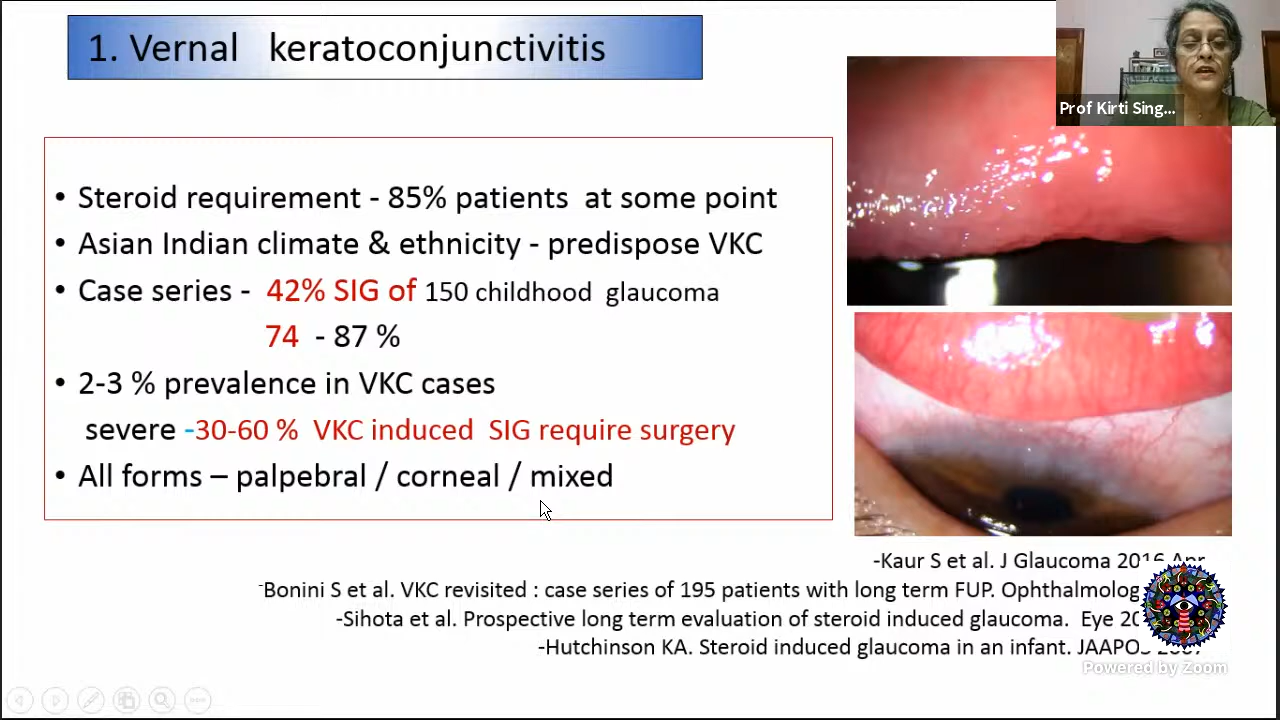 1. Vernal keratoconjunctivitis
Prof Kirti Sing...
• Steroid requirement - 85% patients at some point
• Asian Indian climate & ethnicity - predispose VKC
• Case series - 42% SIG of 150 childhood glaucoma
74 - 87 %
• 2-3 % prevalence in VKC cases
severe -30-60 % VKC induced SIG require surgery
• All forms – palpebral / corneal / mixed
-Kaur S et al. J Glaucoma 2016 Apr
-Bonini S et al. VKC revisited : case series of 195 patients with long term FUP.
-Sihota et al. Prospective long term evaluation of steroid induced glaucoma. Eye
-Hutchinson KA. Steroid induced glaucoma in an infant. JAAPOS
Powered by Zoom